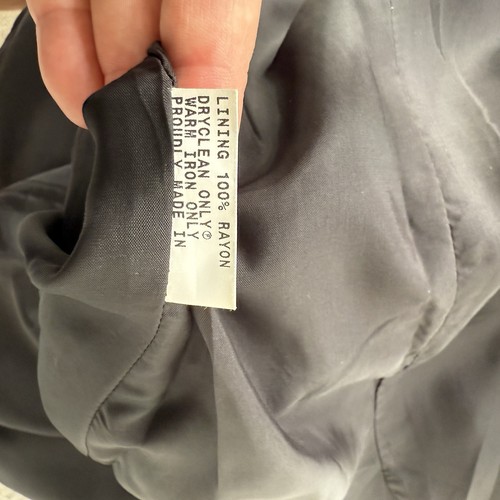 LINING 100% RAYON
DRYCLEAN ONLY Ⓟ
WARM IRON ONLY
PROUDLY MADE IN